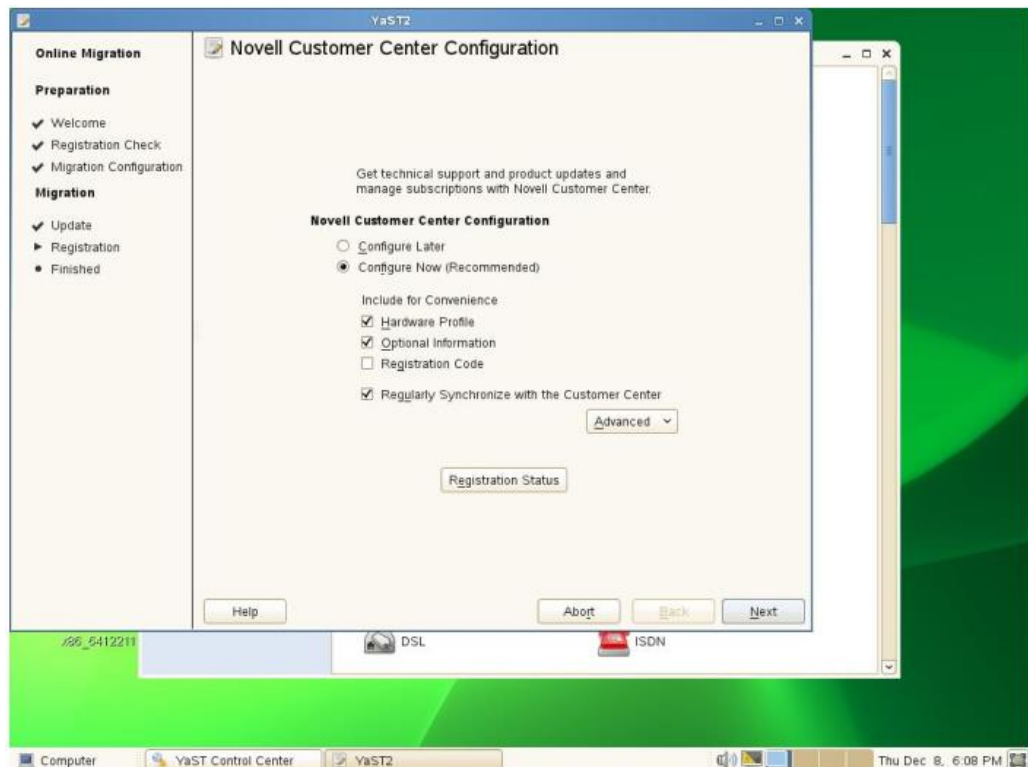 YaST2
Online Migration
Preparation
Welcome
Registration Check
Migration Configuration
Migration
Update
Registration
Finished
Novell Customer Center Configuration
Get technical support and product updates and
manage subscriptions with Novell Customer Center.
Novell Customer Center Configuration
Configure Later
Configure Now (Recommended)
Include for Convenience
Hardware Profile
Optional Information
Registration Code
Regularly Synchronize with the Customer Center
Advanced
Registration Status
Help
Abort
Back
Next
x86_6412211
DSL
ISDN
Computer
YaST Control Center
YaST2
Thu Dec 8, 6:08 PM